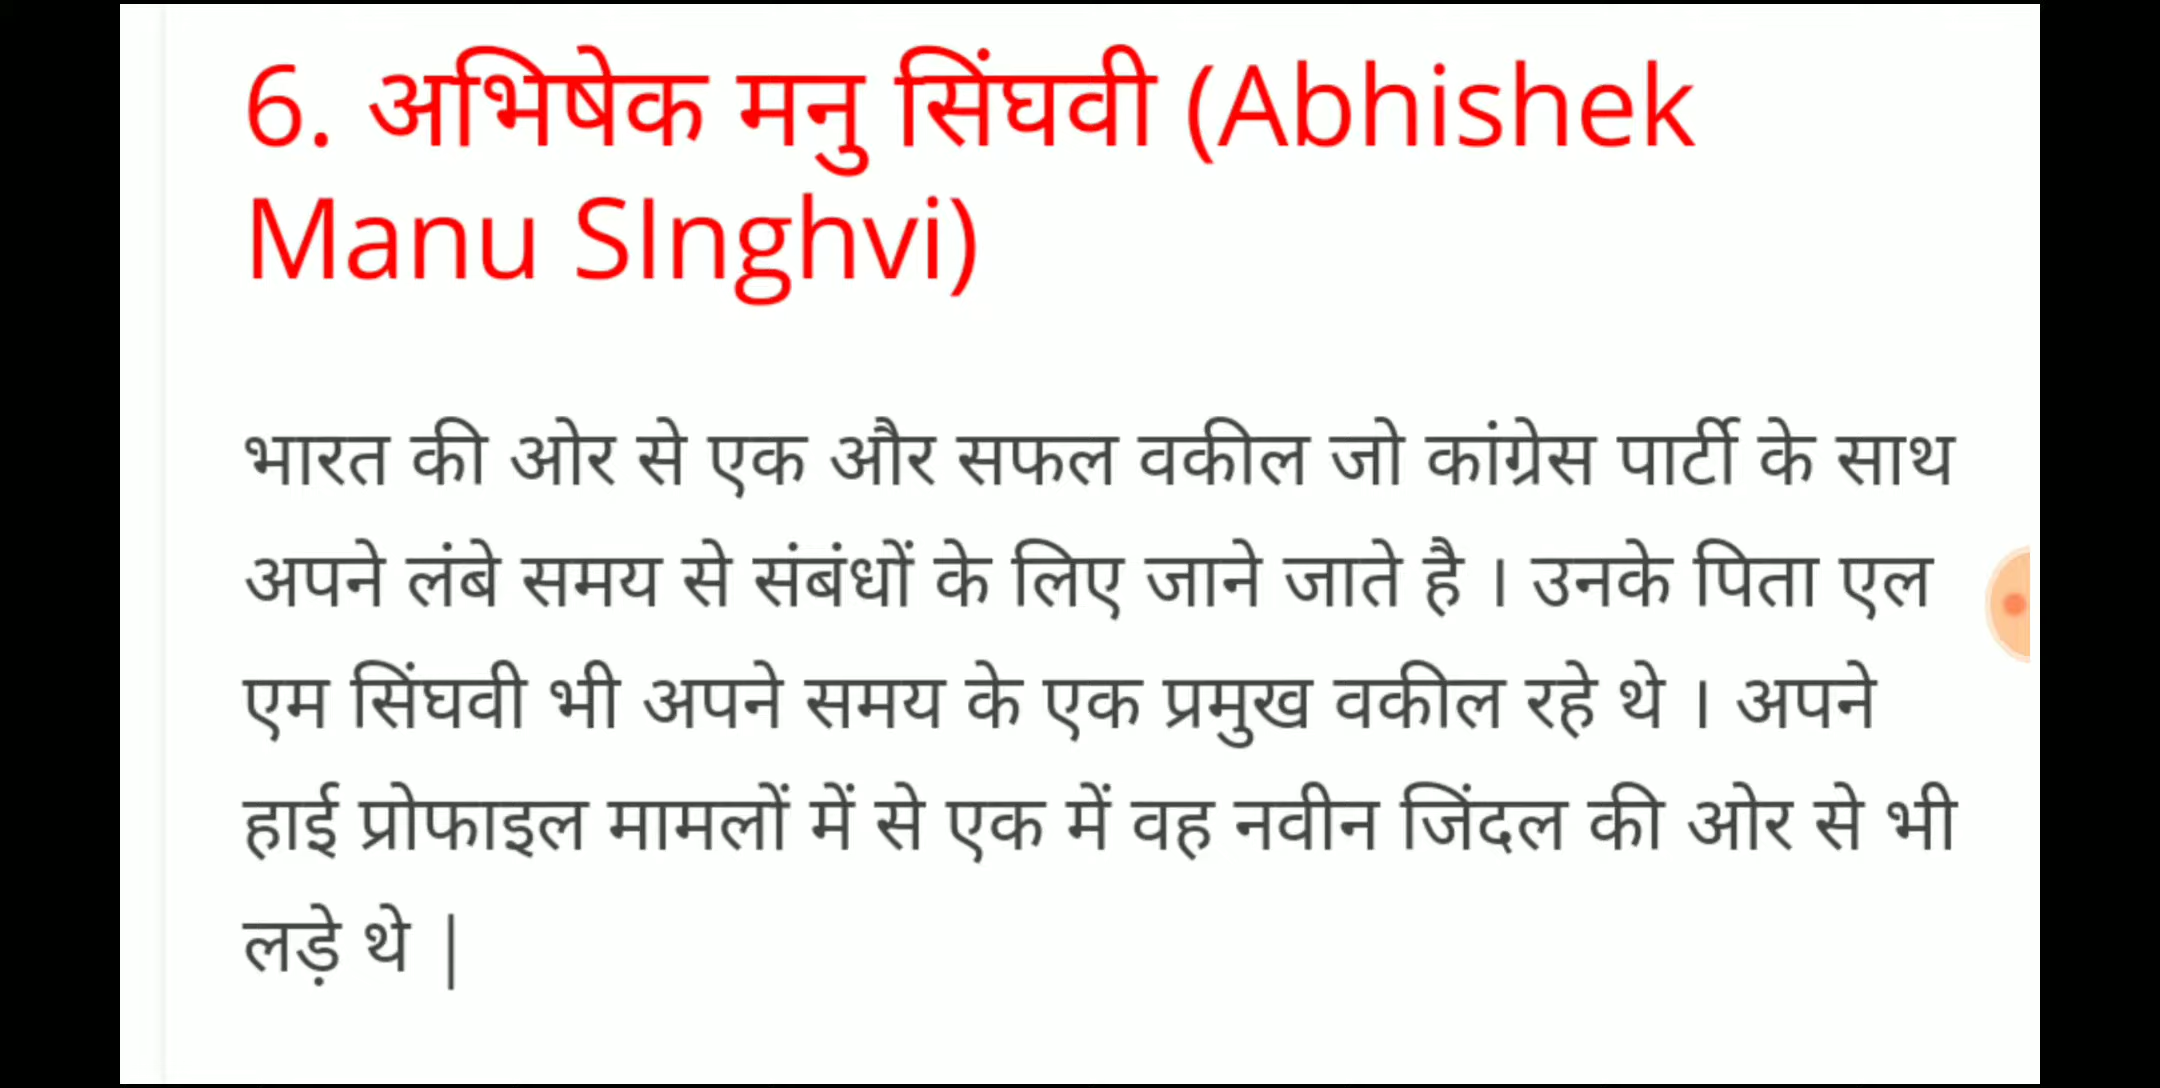 6. अभिषेक मनु सिंघवी (Abhishek
Manu SInghvi)
भारत की ओर से एक और सफल वकील जो कांग्रेस पार्टी के साथ
अपने लंबे समय से संबंधों के लिए जाने जाते है । उनके पिता एल
एम सिंघवी भी अपने समय के एक प्रमुख वकील रहे थे । अपने
हाई प्रोफाइल मामलों में से एक में वह नवीन जिंदल की ओर से भी
लड़े थे |